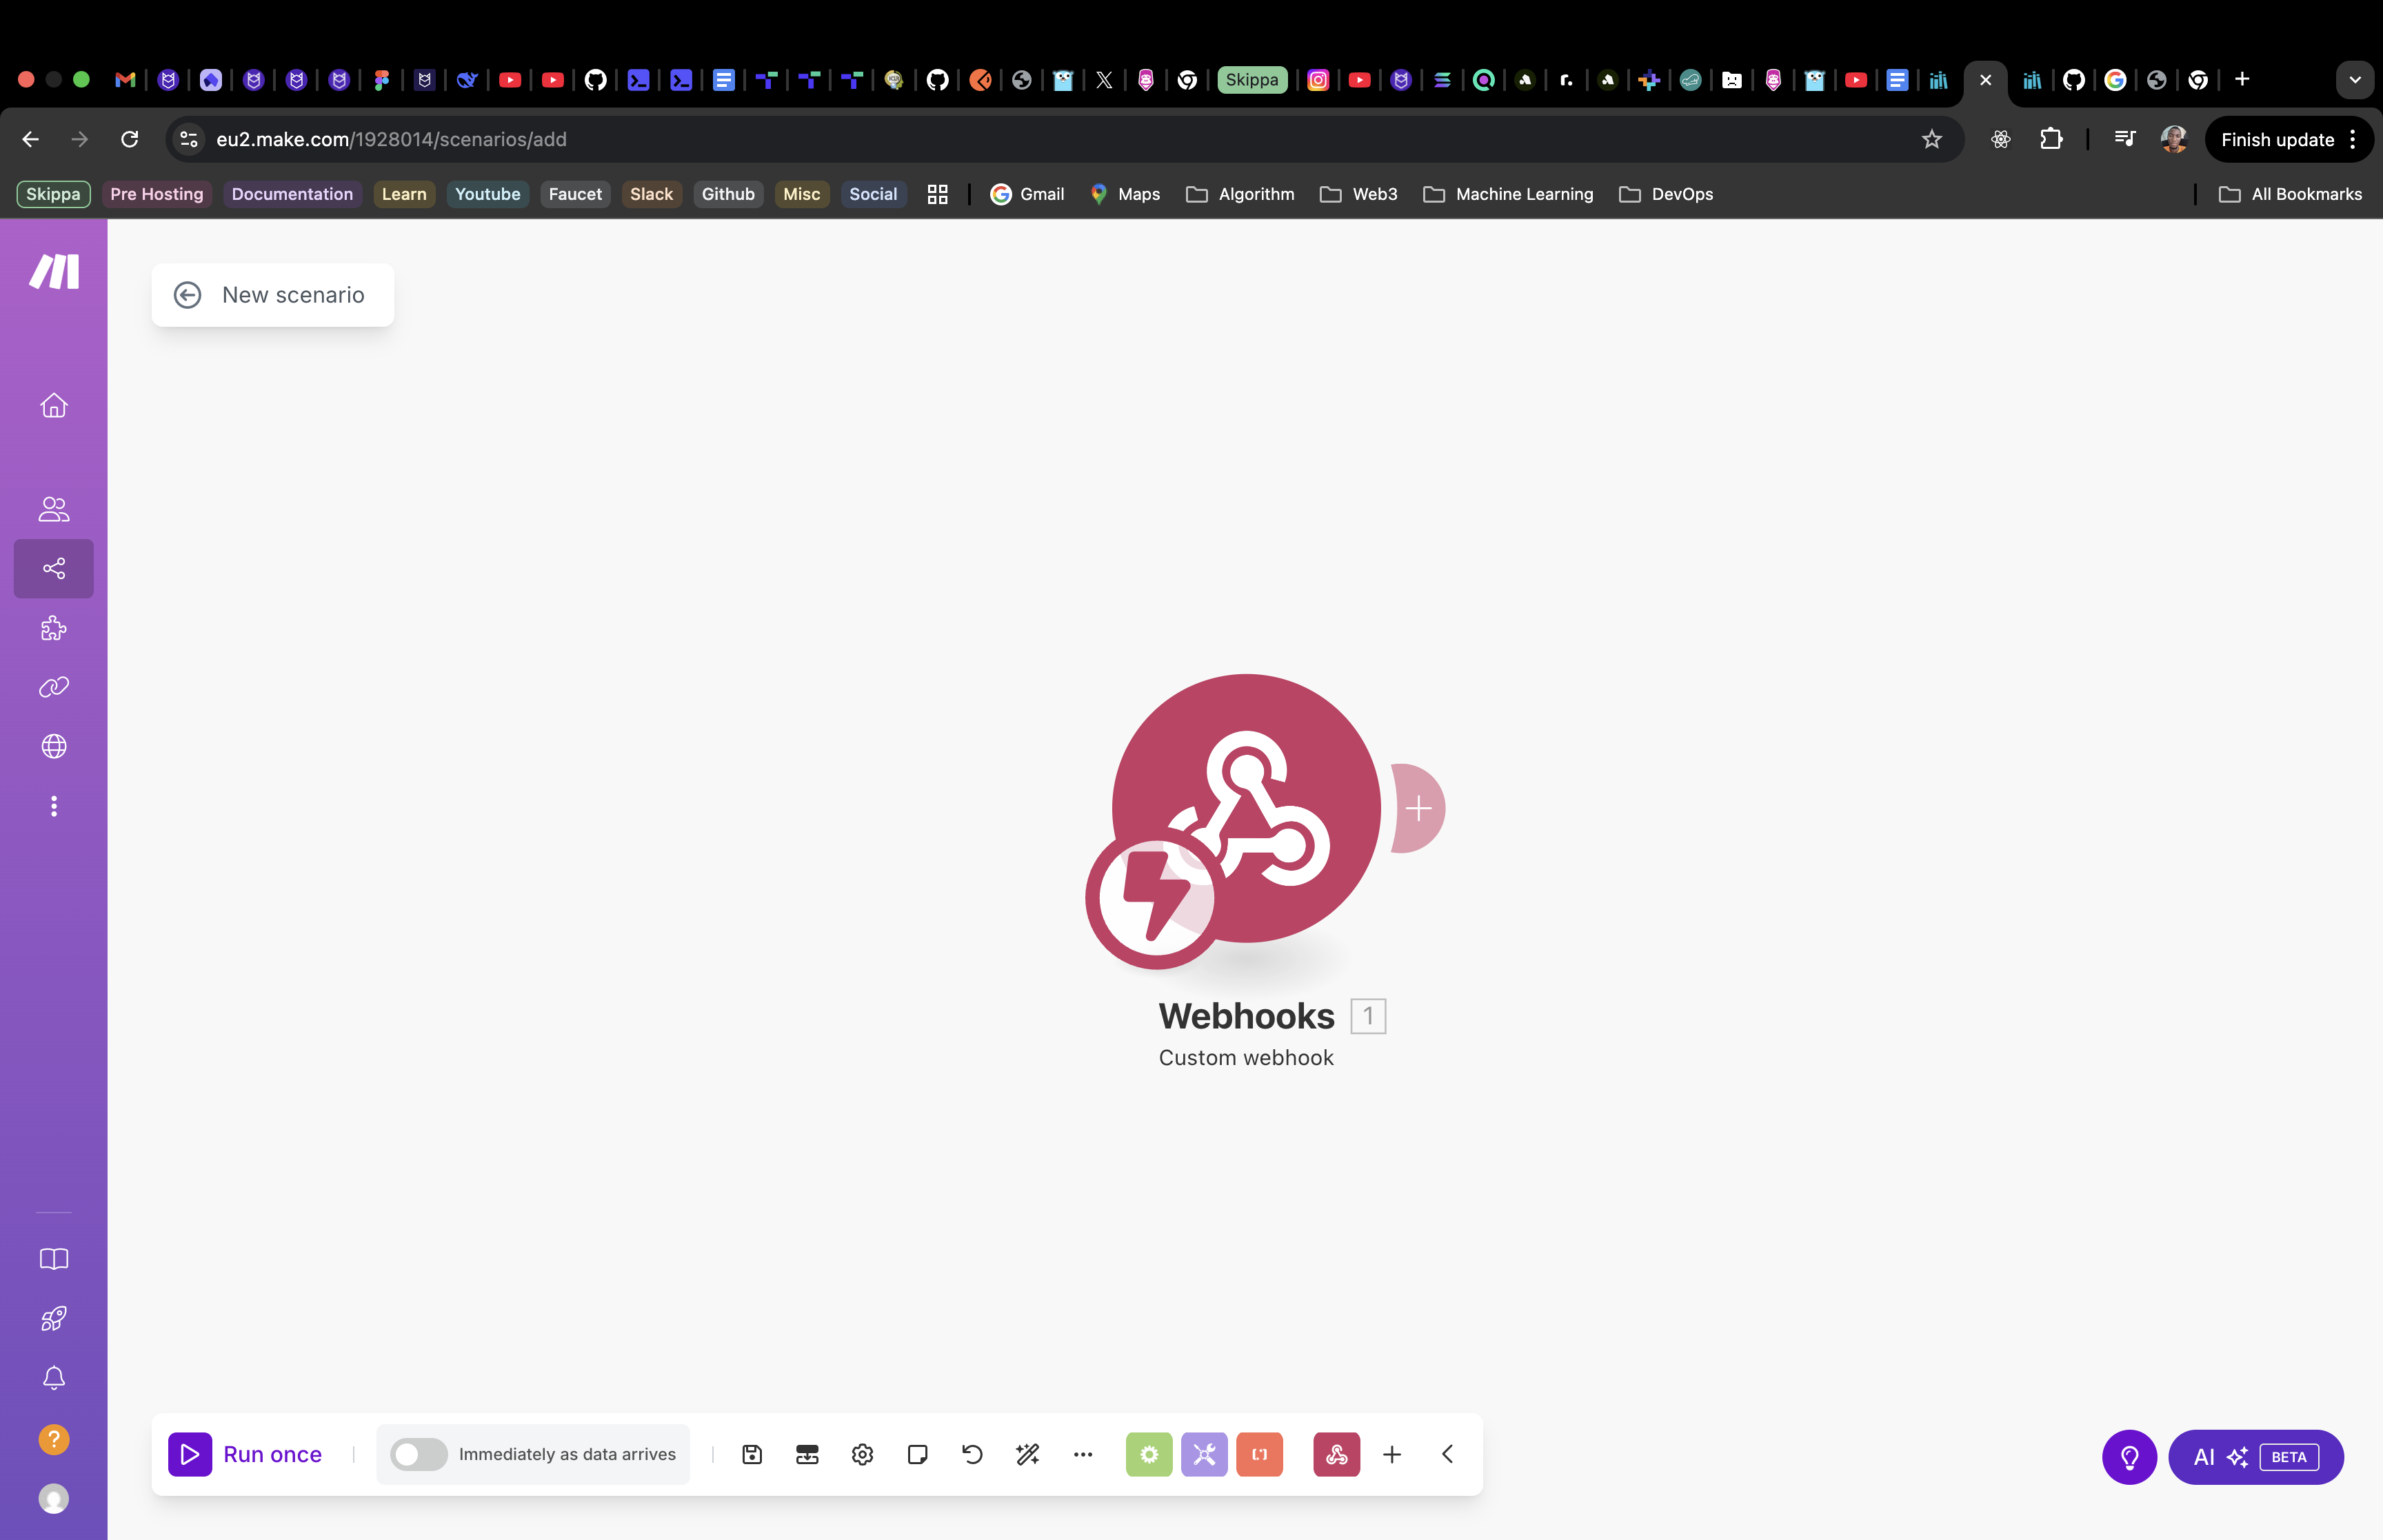 Skippa
eu2.make.com/1928014/scenarios/add
Finish update
Skippa Pre Hosting Documentation Learn Youtube Faucet Slack Github Misc Social Gmail Maps Algorithm Web3 Machine Learning DevOps All Bookmarks
New scenario
Webhooks 1
Custom webhook
Run once
Immediately as data arrives
AI BETA
?